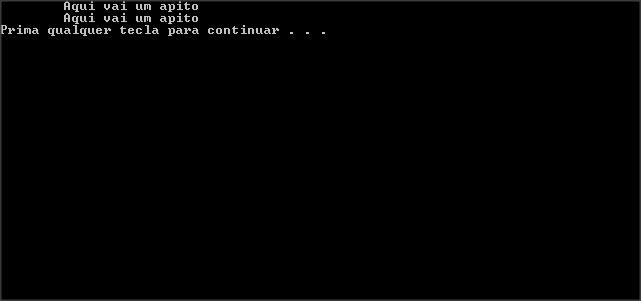 Aqui vai um apito
Aqui vai um apito
Prima qualquer tecla para continuar . . .